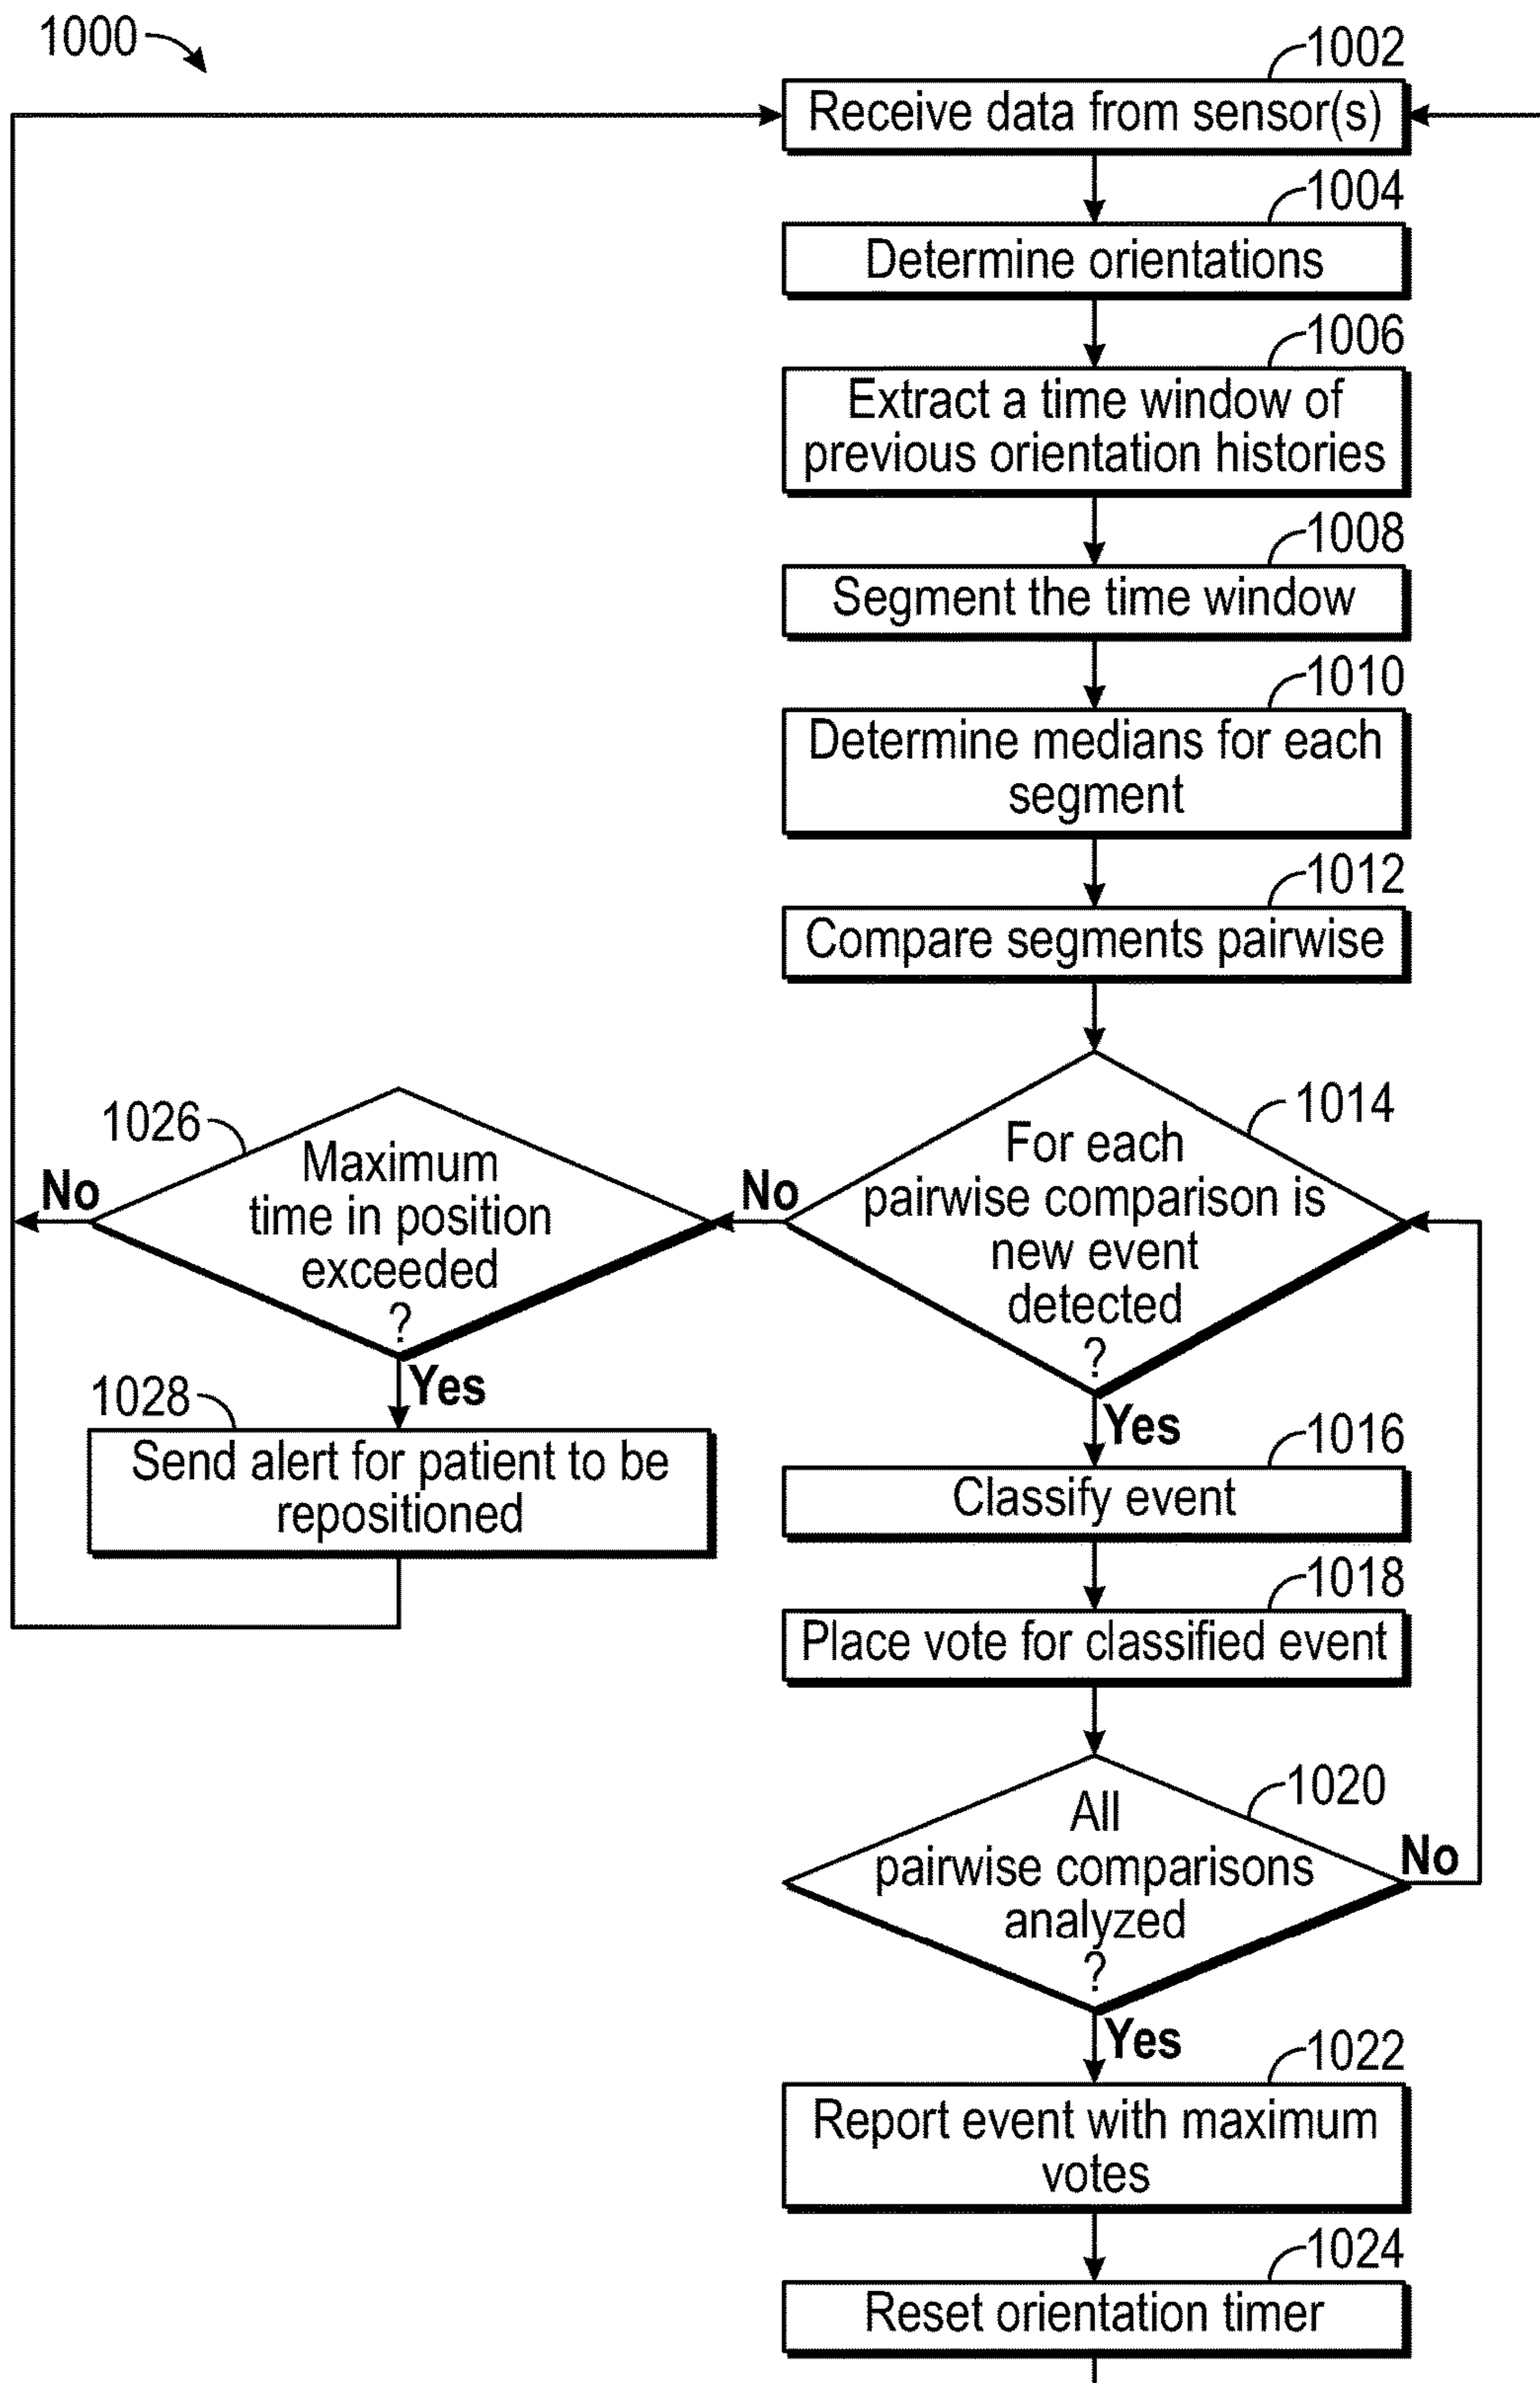 1000
1002
Receive data from sensor(s)
1004
Determine orientations
1006
Extract a time window of
previous orientation histories
1008
Segment the time window
1010
Determine medians for each
segment
1012
Compare segments pairwise
1014
For each
pairwise comparison is
new event
detected
?
No
Yes
1026
Maximum
time in position
exceeded
?
No
Yes
1028
Send alert for patient to be
repositioned
1016
Classify event
1018
Place vote for classified event
1020
All
pairwise comparisons
analyzed
?
No
Yes
1022
Report event with maximum
votes
1024
Reset orientation timer